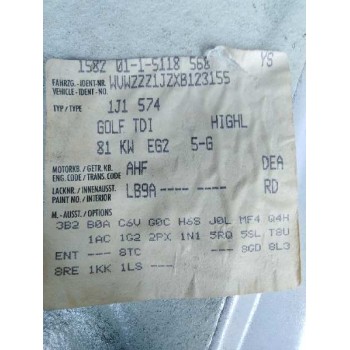 1582 01-1-5118 560 YS
FAHRZG.-IDENT-NR. WVWZZZ1JZXB123155
VEHICLE-IDENT-NO.
TYP / TYPE 1J1 574
GOLF TDI HIGHL
81 KW EG2 5-G
MOTORKB. / GETR.KB. AHF DEA
ENG. CODE / TRANS. CODE
LACKNR. / INNENAUSST. LB9A RD
PAINT NO. / INTERIOR
M.-AUSST. / OPTIONS
JB2 B0A C6V G0C H6S J0L MF4 Q4H
1AC 1G2 2PX 1N1 5RQ 5SL T8U
ENT -- 8TC -- -- -- 8GD 8L3
8RE 1KK 1LS -- --